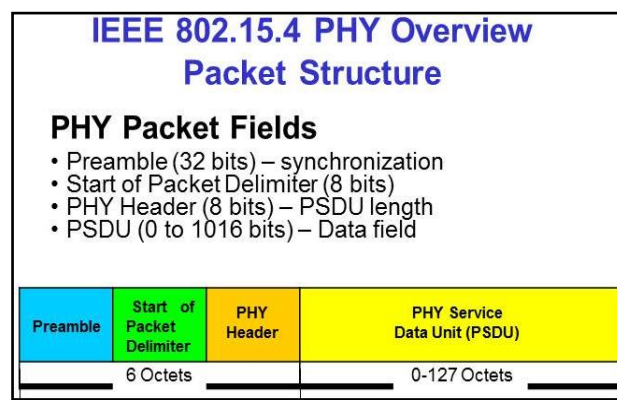 IEEE 802.15.4 PHY Overview
Packet Structure
PHY Packet Fields
• Preamble (32 bits) – synchronization
• Start of Packet Delimiter (8 bits)
• PHY Header (8 bits) – PSDU length
• PSDU (0 to 1016 bits) – Data field
Preamble
Start of
Packet
Delimiter
PHY
Header
PHY Service
Data Unit (PSDU)
6 Octets
0-127 Octets